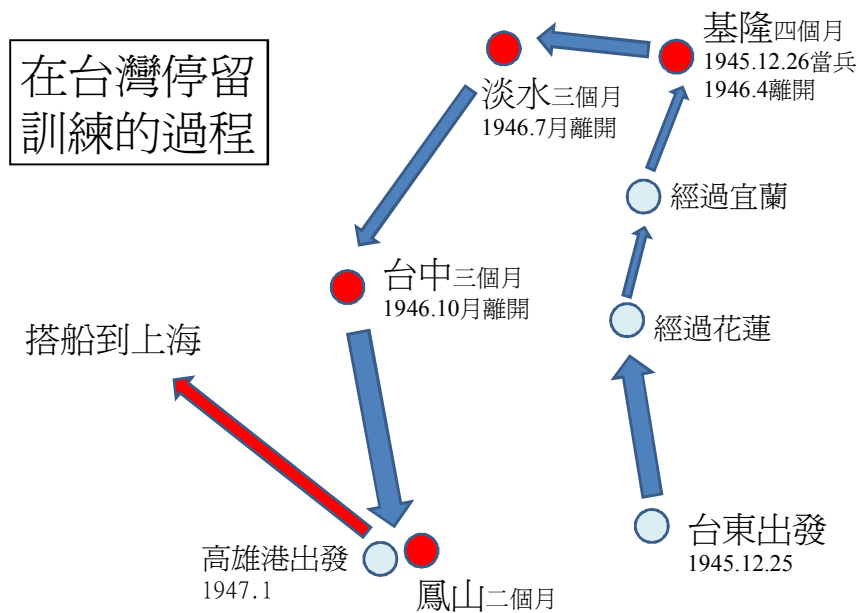 在台灣停留
訓練的過程
基隆四個月
1945.12.26當兵
1946.4離開
淡水三個月
1946.7月離開
經過宜蘭
台中三個月
1946.10月離開
經過花蓮
搭船到上海
台東出發
1945.12.25
高雄港出發
1947.1
鳳山二個月